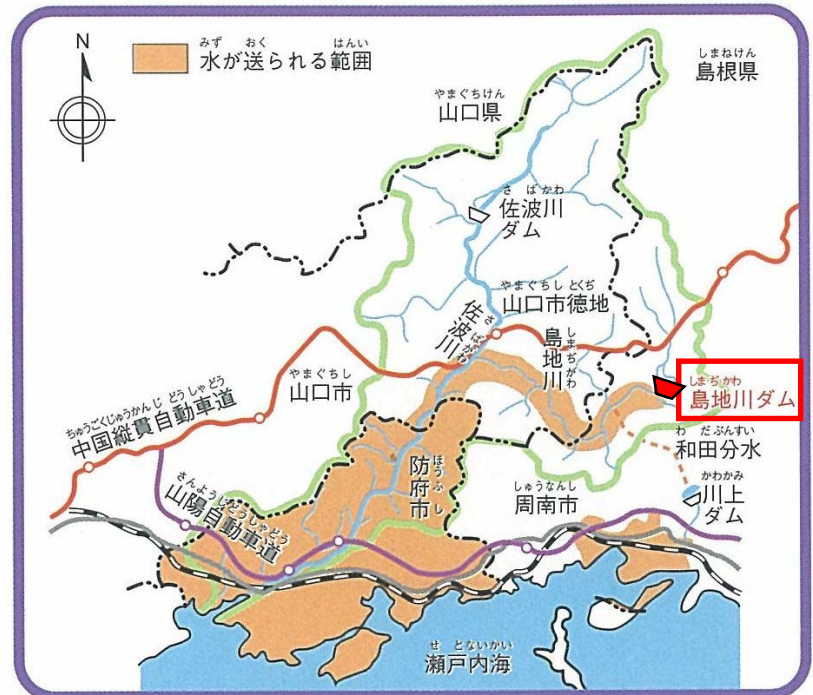 N
みず おく はんい
水が送られる範囲
しまねけん
島根県
やまぐちけん
山口県
さばかわ
佐波川
ダム
やまぐちし とくぢ
山口市徳地
さばがわ
佐波川
しまぢがわ
島地川
しまぢかわ
島地川ダム
やまぐちし
山口市
ちゅうごくじゅうかんじどうしゃどう
中国縦貫自動車道
わだぶんすい
和田分水
ほうふし
防府市
しゅうなんし
周南市
かわかみ
川上
ダム
さんようじどうしゃどう
山陽自動車道
せとないかい
瀬戸内海